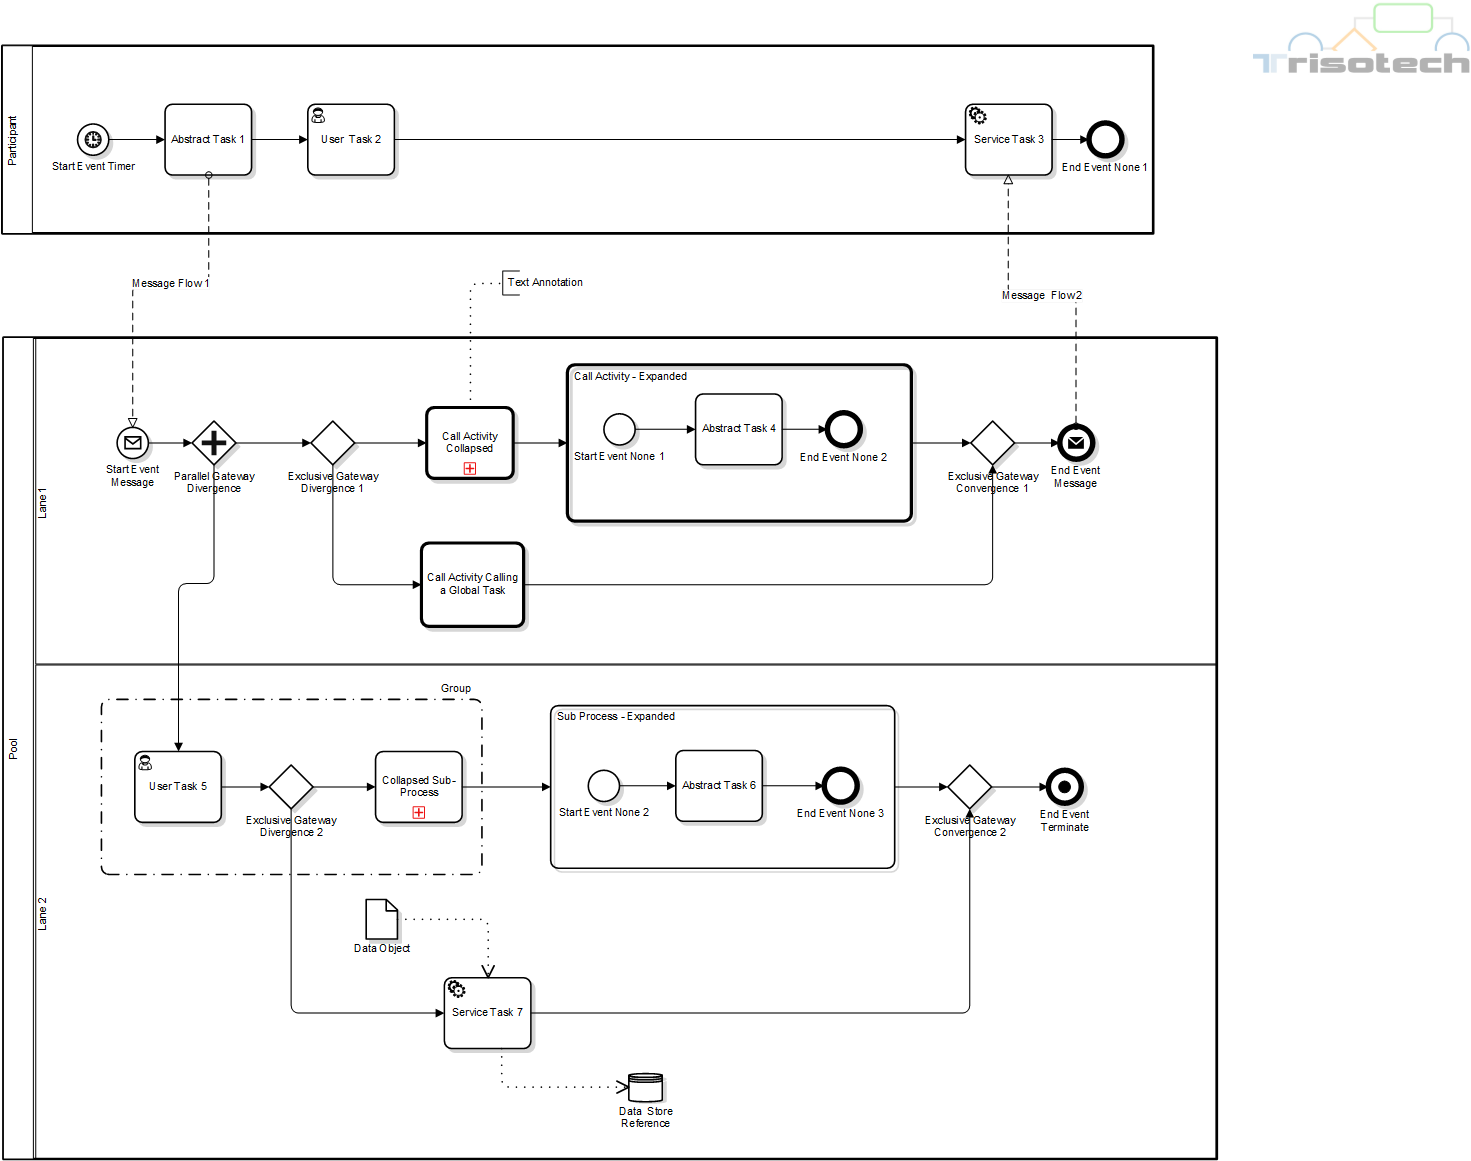 Trisotech
Participant
Start Event Timer
Abstract Task 1
User Task 2
Service Task 3
End Event None 1
Message Flow 1
Text Annotation
Message Flow 2
Pool
Lane 1
Start Event
Message
Parallel Gateway
Divergence
Exclusive Gateway
Divergence 1
Call Activity
Collapsed
Call Activity - Expanded
Start Event None 1
Abstract Task 4
End Event None 2
Exclusive Gateway
Convergence 1
End Event
Message
Call Activity Calling
a Global Task
Lane 2
Group
User Task 5
Exclusive Gateway
Divergence 2
Collapsed Sub-
Process
Sub Process - Expanded
Start Event None 2
Abstract Task 6
End Event None 3
Exclusive Gateway
Convergence 2
End Event
Terminate
Data Object
Service Task 7
Data Store
Reference